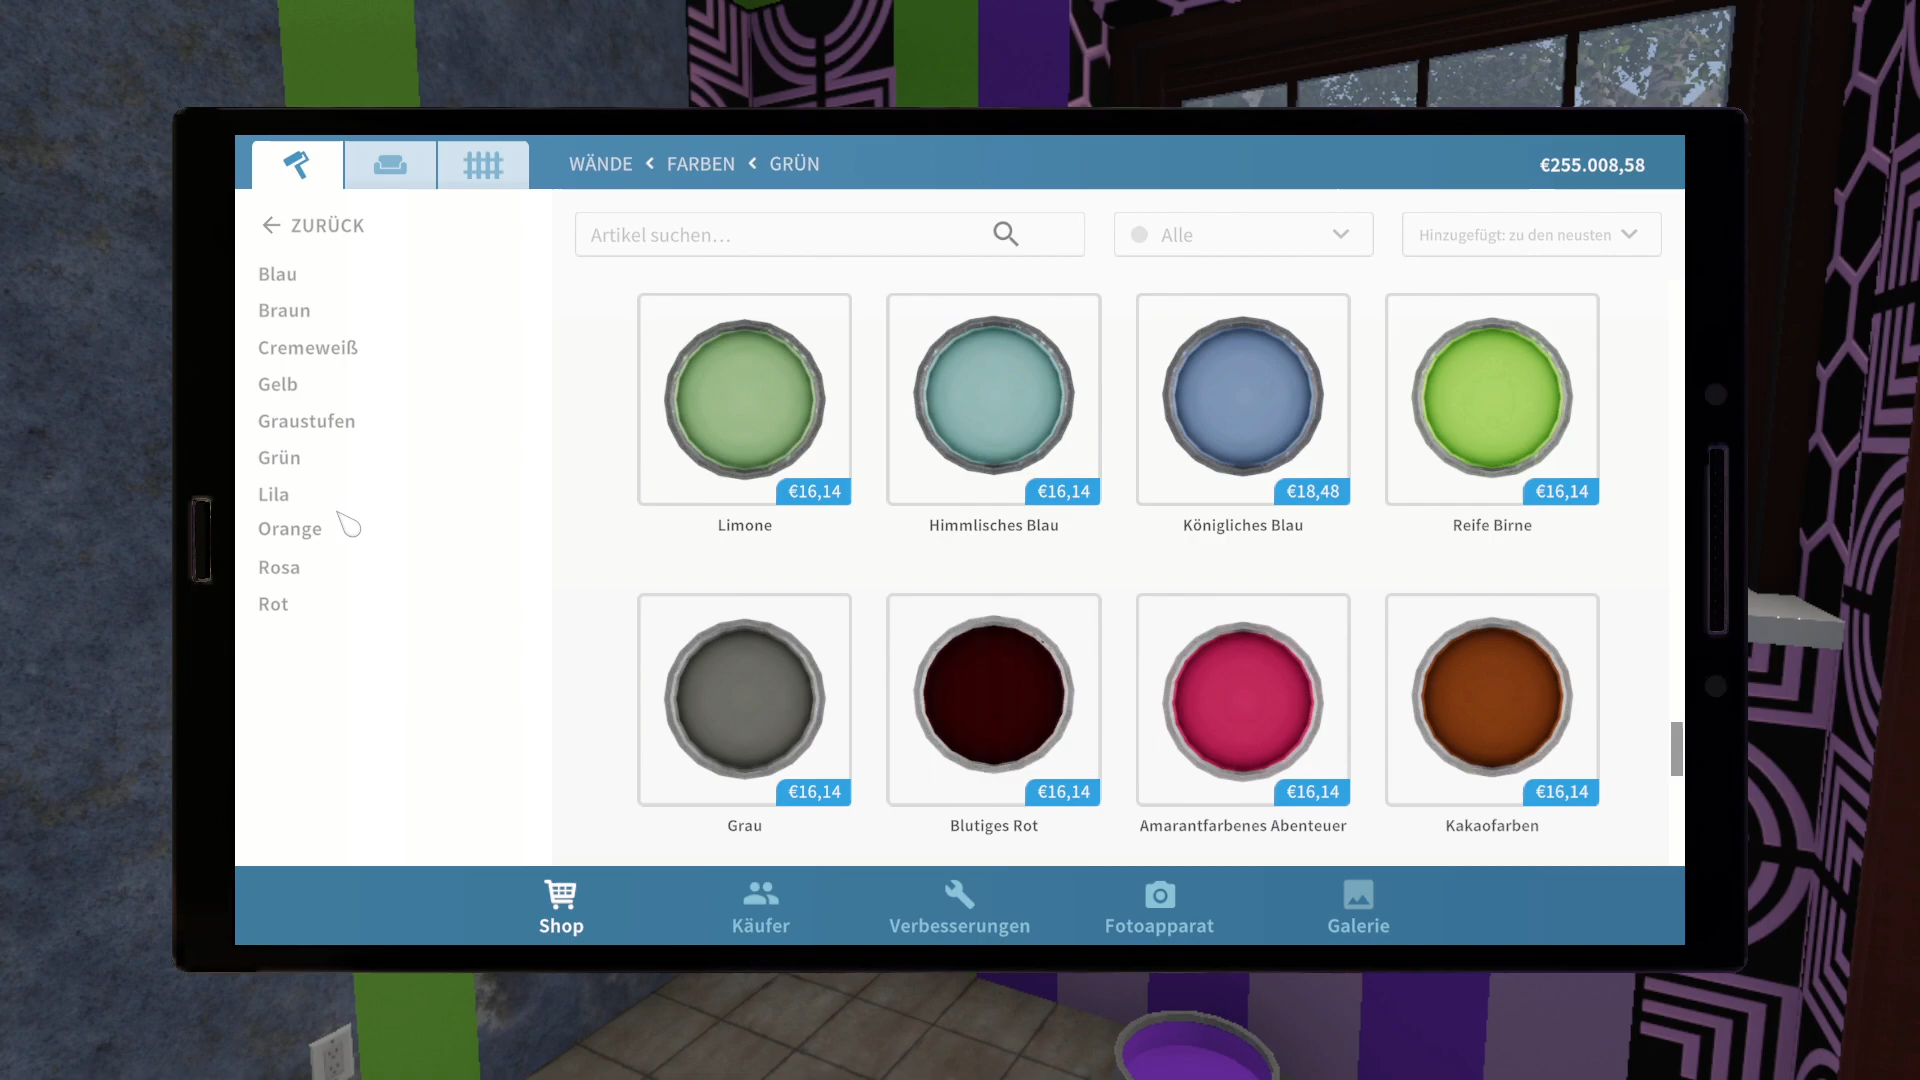 WÄNDE < FARBEN < GRÜN
€255.008,58
← ZURÜCK
Blau
Braun
Cremeweiß
Gelb
Graustufen
Grün
Lila
Orange
Rosa
Rot
Artikel suchen...
Alle
Hinzugefügt: zu den neusten
€16,14
€16,14
€18,48
€16,14
Limone
Himmlisches Blau
Königliches Blau
Reife Birne
€16,14
€16,14
€16,14
€16,14
Grau
Blutiges Rot
Amarantfarbenes Abenteuer
Kakaofarben
Shop
Käufer
Verbesserungen
Fotoapparat
Galerie